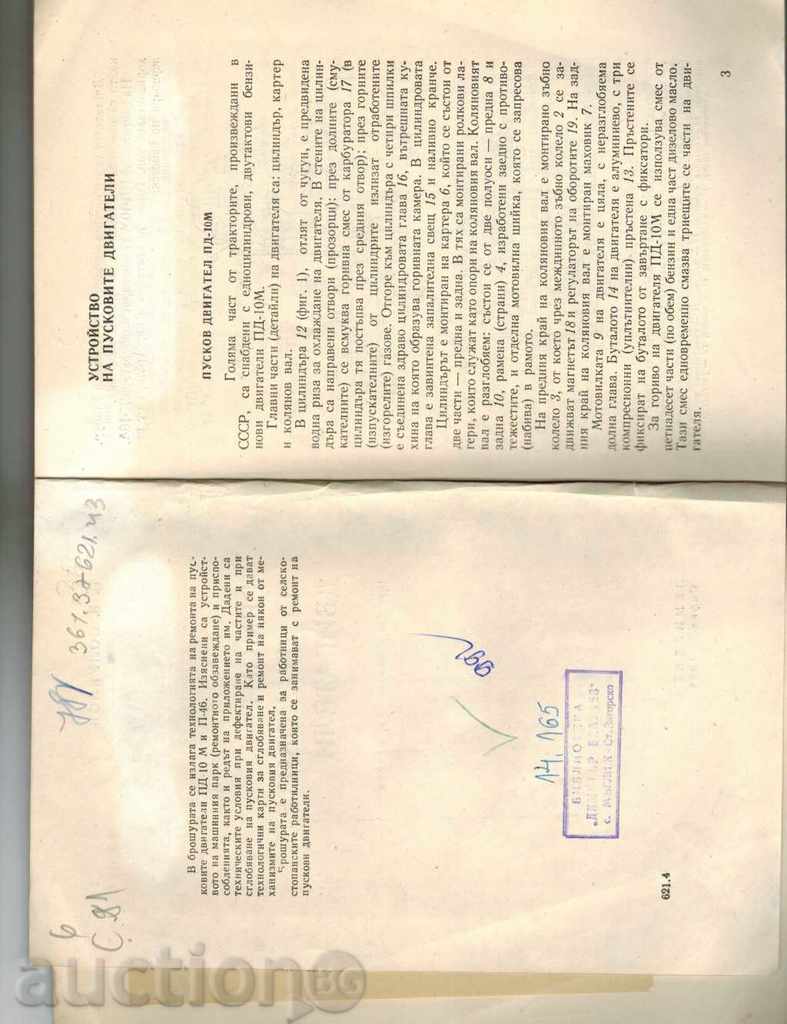 6
С 81
361.3+621.43
В брошурата се излага технологията на ремонта на пус-
ковите двигатели ПД-10 М и П-46. Изяснени са устройст-
вото на машинния парк (ремонтното обзавеждане) и приспо-
собленията, както и редът на приложението им. Дадени са
техническите условия при дефектиране на частите и при
сглобяване на пусковия двигател. Като пример се дават
технологични карти за сглобяване и ремонт на някои от ме-
ханизмите на пусковия двигател.
Брошурата е предназначена за работници от селско-
стопанските работилници, които се занимават с ремонт на
пускови двигатели.
14.165
БИБЛИОТЕКА
с. Ст. Загорско
621.4
УСТРОЙСТВО
НА ПУСКОВИТЕ ДВИГАТЕЛИ
ПУСКОВ ДВИГАТЕЛ ПД-10М
Голяма част от тракторите, произвеждани в
СССР, са снабдени с едноцилиндрови, двутактови бензи-
нови двигатели ПД-10М.
Главни части (детайли) на двигателя са: цилиндър, картер
и колянов вал.
В цилиндъра 12 (фиг. 1), отлят от чугун, е предвидена
водна риза за охлаждане на двигателя. В стените на цилин-
дъра са направени отвори (прозорци); през долните (сму-
кателните) се всмуква горивна смес от карбуратора 17 (в
цилиндъра тя постъпва през средния отвор); през горните
(изпускателните) от цилиндрите излизат отработените
(изгорелите) газове. Отгоре към цилиндъра с четири шпилки
е съединена здраво цилиндровата глава 16, вътрешната ку-
хина на която образува горивната камера. В цилиндровата
глава е завинтена запалителна свещ 15 и наливно кранче.
Цилиндърът е монтиран на картера 6, който се състои от
две части — предна и задна. В тях са монтирани ролкови ла-
гери, които служат като опори на коляновия вал. Коляновият
вал е разглобяем: състои се от две полуоси — предна 8 и
задна 10, рамена (страни) 4, изработени заедно с противо-
тежестите, и отделна мотовилна шийка, която се запресова
(набива) в рамото.
На предния край на коляновия вал е монтирано зъбно
колело 3, от което чрез междинното зъбно колело 2 се за-
движват магнетът 18 и регулаторът на оборотите 19. На зад-
ния край на коляновия вал е монтиран маховик 7.
Мотовилката 9 на двигателя е цяла, с неразглобяема
долна глава. Буталото 14 на двигателя е алуминиево, с три
компресионни (уплътнителни) пръстена 13. Пръстените се
фиксират на буталото от завъртане с фиксатори.
За гориво на двигателя ПД-10М се използува смес от
петнадесет части (по обем) бензин и една част дизелово масло.
Тази смес едновременно смазва триещите се части на дви-
гателя.
3
auctionBG